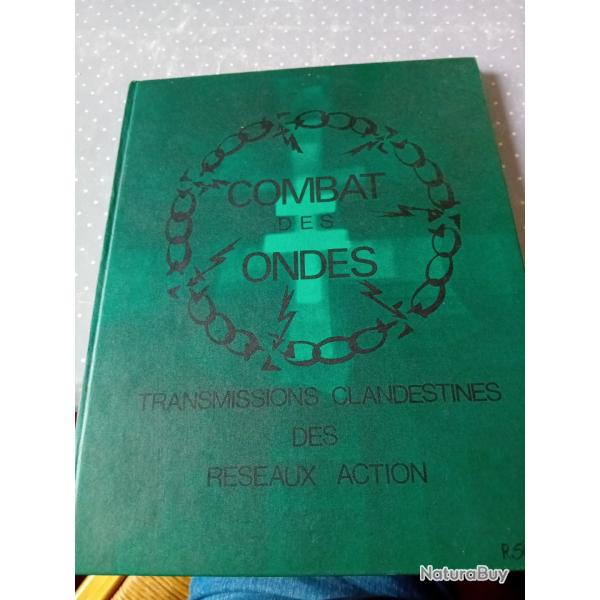 COMBAT
DES
ONDES
TRANSMISSIONS CLANDESTINES
DES
RESEAUX ACTION
NaturaBuy